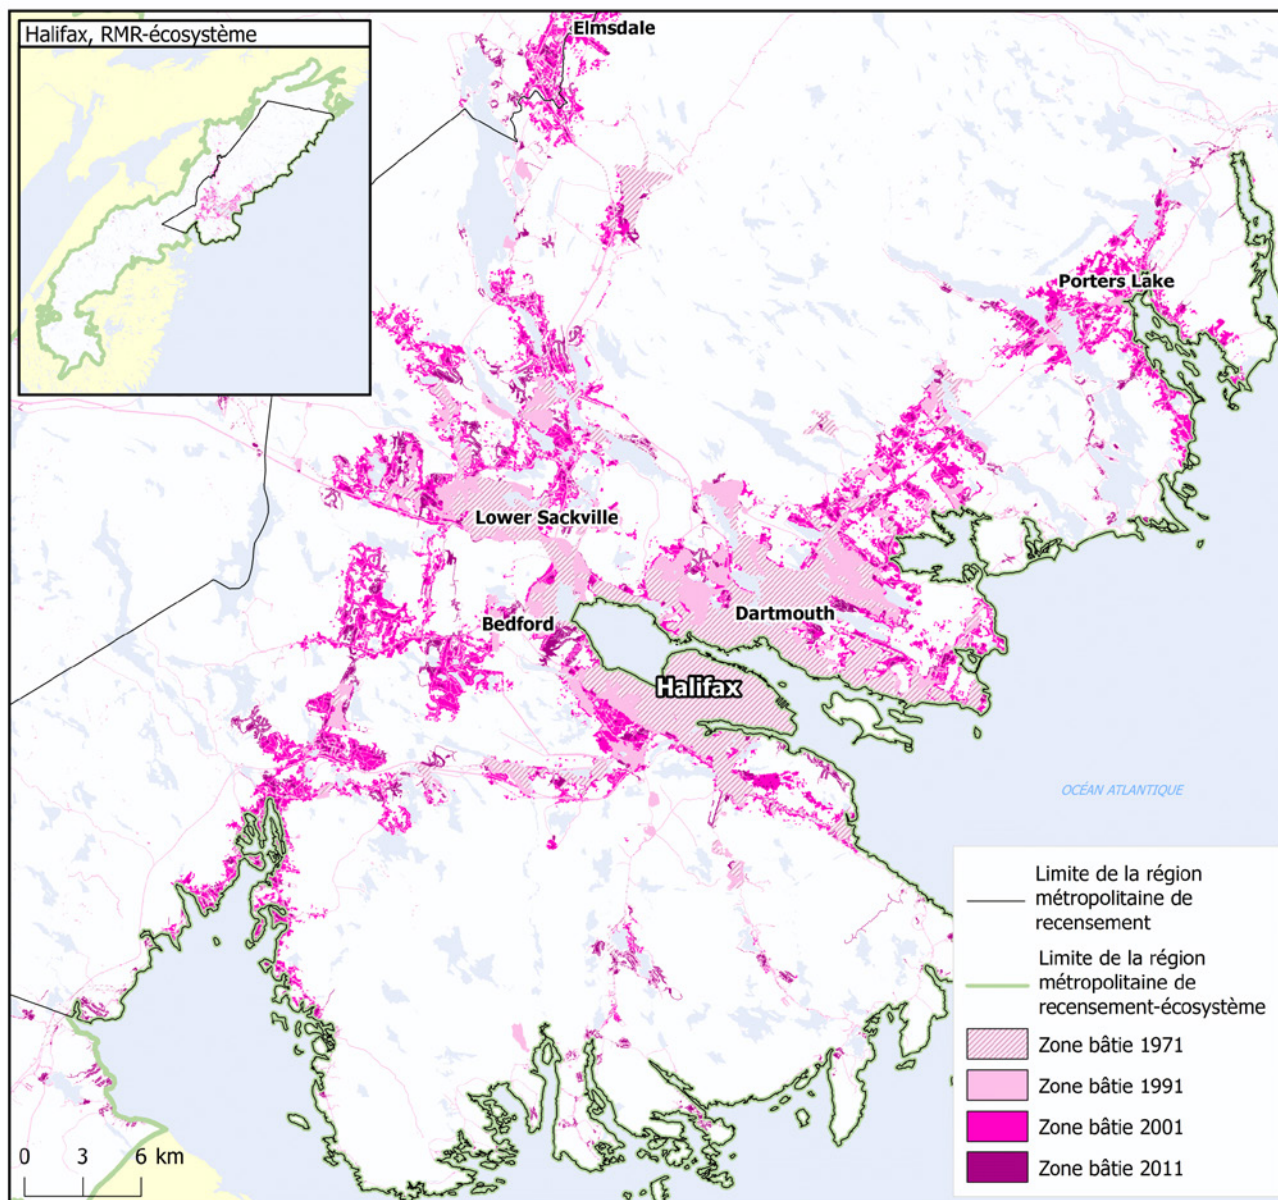 Halifax, RMR-écosystème
Elmsdale
Porters Lake
Lower Sackville
Bedford
Dartmouth
Halifax
OCÉAN ATLANTIQUE
Limite de la région
métropolitaine de
recensement
Limite de la région
métropolitaine de
recensement-écosystème
Zone bâtie 1971
Zone bâtie 1991
Zone bâtie 2001
Zone bâtie 2011
0 3 6 km